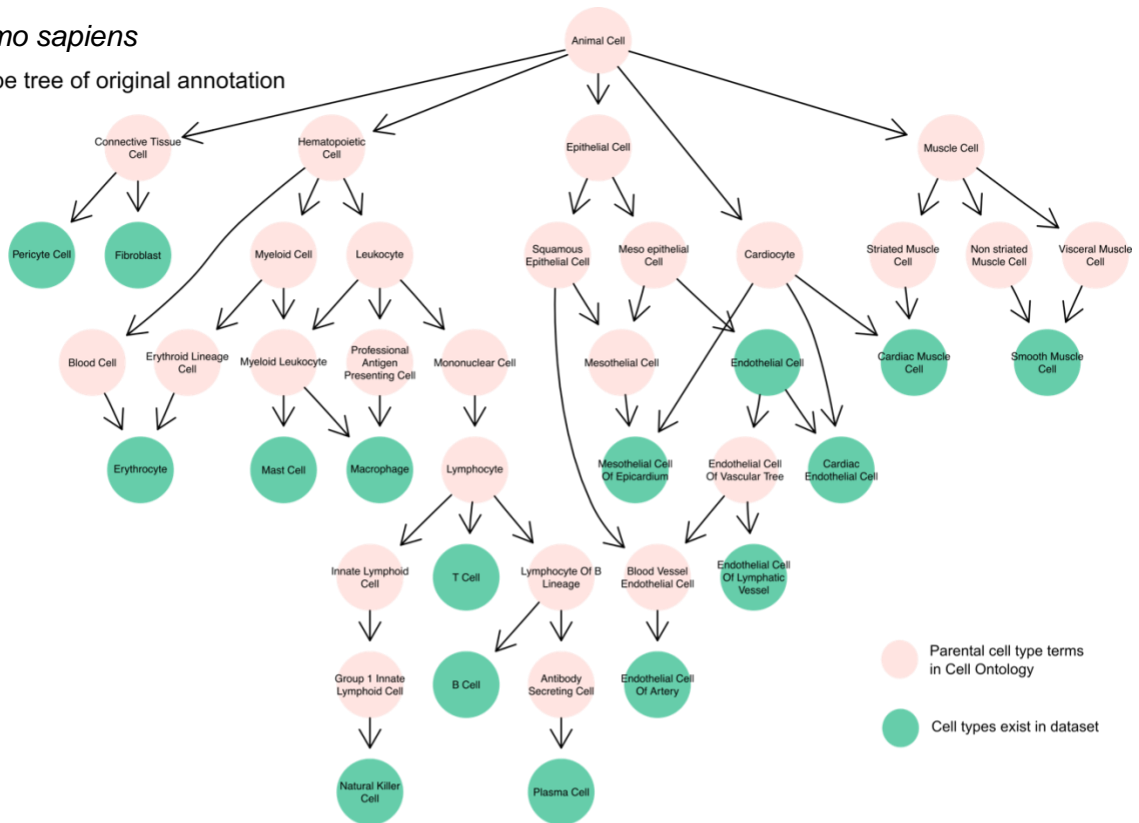 mo sapiens
pe tree of original annotation
Animal Cell
Connective Tissue
Cell
Hematopoietic
Cell
Epithelial Cell
Muscle Cell
Pericyte Cell
Fibroblast
Myeloid Cell
Leukocyte
Squamous
Epithelial Cell
Meso epithelial
Cell
Cardiocyte
Striated Muscle
Cell
Non striated
Muscle Cell
Visceral Muscle
Cell
Blood Cell
Erythroid Lineage
Cell
Myeloid Leukocyte
Professional
Antigen
Presenting Cell
Mononuclear Cell
Mesothelial Cell
Endothelial Cell
Cardiac Muscle
Cell
Smooth Muscle
Cell
Erythrocyte
Mast Cell
Macrophage
Lymphocyte
Mesothelial Cell
Of Epicardium
Endothelial Cell
Of Vascular Tree
Cardiac
Endothelial Cell
Innate Lymphoid
Cell
T Cell
Lymphocyte Of B
Lineage
Blood Vessel
Endothelial Cell
Endothelial Cell
Of Lymphatic
Vessel
Group 1 Innate
Lymphoid Cell
B Cell
Antibody
Secreting Cell
Endothelial Cell
Of Artery
Natural Killer
Cell
Plasma Cell
Parental cell type terms
in Cell Ontology
Cell types exist in dataset